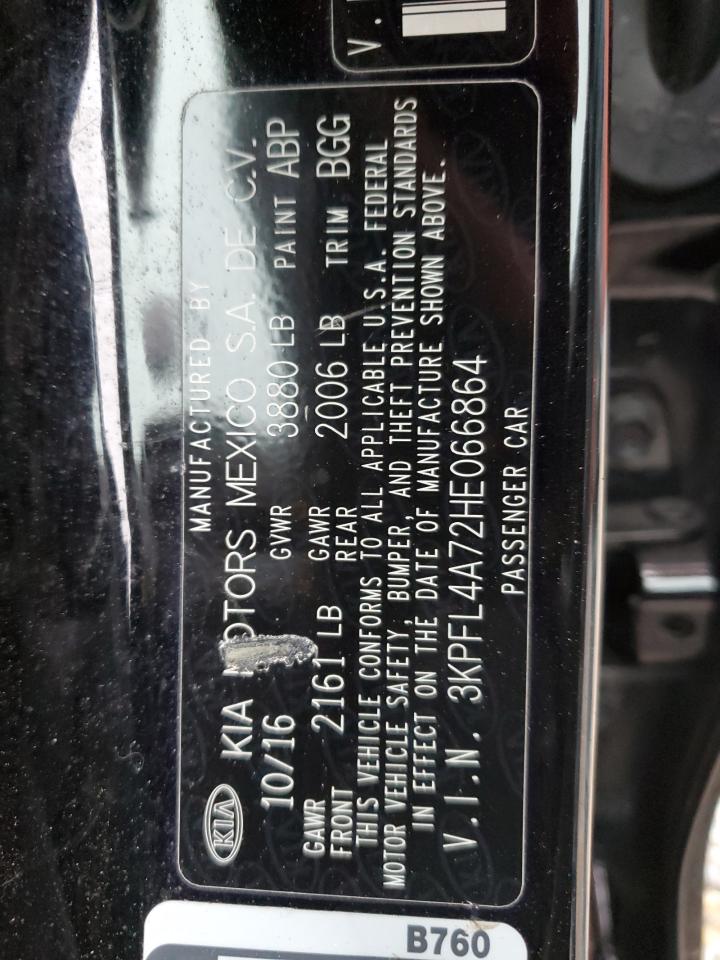 V.I.
MANUFACTURED BY
KIA KIA MOTORS MEXICO S.A. DE C.V.
10/16 GVWR 3880 LB PAINT ABP
GAWR FRONT 2161 LB GAWR REAR 2006 LB TRIM BGG
THIS VEHICLE CONFORMS TO ALL APPLICABLE U.S.A. FEDERAL
MOTOR VEHICLE SAFETY, BUMPER, AND THEFT PREVENTION STANDARDS
IN EFFECT ON THE DATE OF MANUFACTURE SHOWN ABOVE.
V.I.N. 3KPFL4A72HE066864
PASSENGER CAR
B760